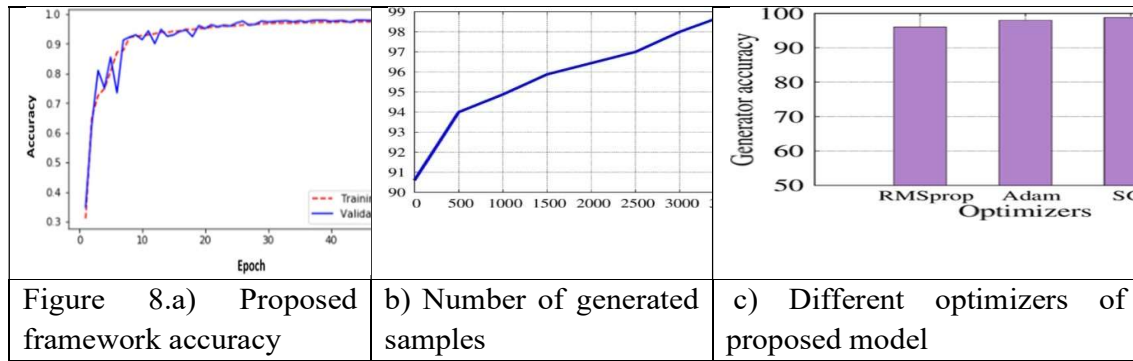 1.0
0.9
0.8
0.7
0.6
0.5
0.4
0.3
Accuracy
0 10 20 30 40
Epoch
99
98
97
96
95
94
93
92
91
90
0 500 1000 1500 2000 2500 3000
100
90
80
70
60
50
Generator accuracy
RMSprop Adam
Optimizers
Figure 8.a) Proposed
framework accuracy
b) Number of generated
samples
c) Different optimizers of
proposed model